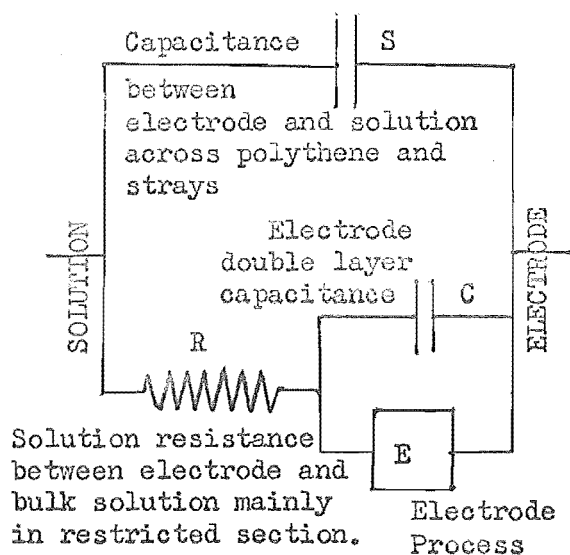 Capacitance S
between
electrode and solution
across polythene and
strays
SOLUTION
Electrode
double layer
capacitance C
ELECTRODE
R
Solution resistance
between electrode and
bulk solution mainly
in restricted section.
E
Electrode
Process